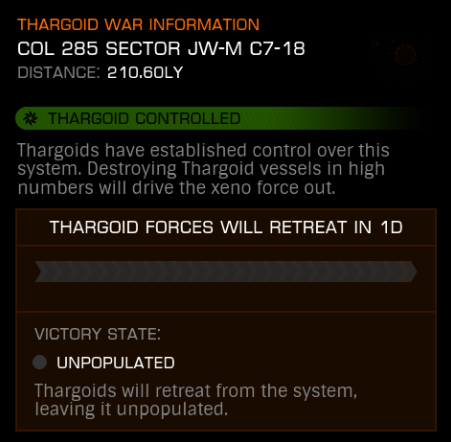 THARGOID WAR INFORMATION
COL 285 SECTOR JW-M C7-18
DISTANCE: 210.60LY
THARGOID CONTROLLED
Thargoids have established control over this
system. Destroying Thargoid vessels in high
numbers will drive the xeno force out.
THARGOID FORCES WILL RETREAT IN 1D
VICTORY STATE:
UNPOPULATED
Thargoids will retreat from the system,
leaving it unpopulated.